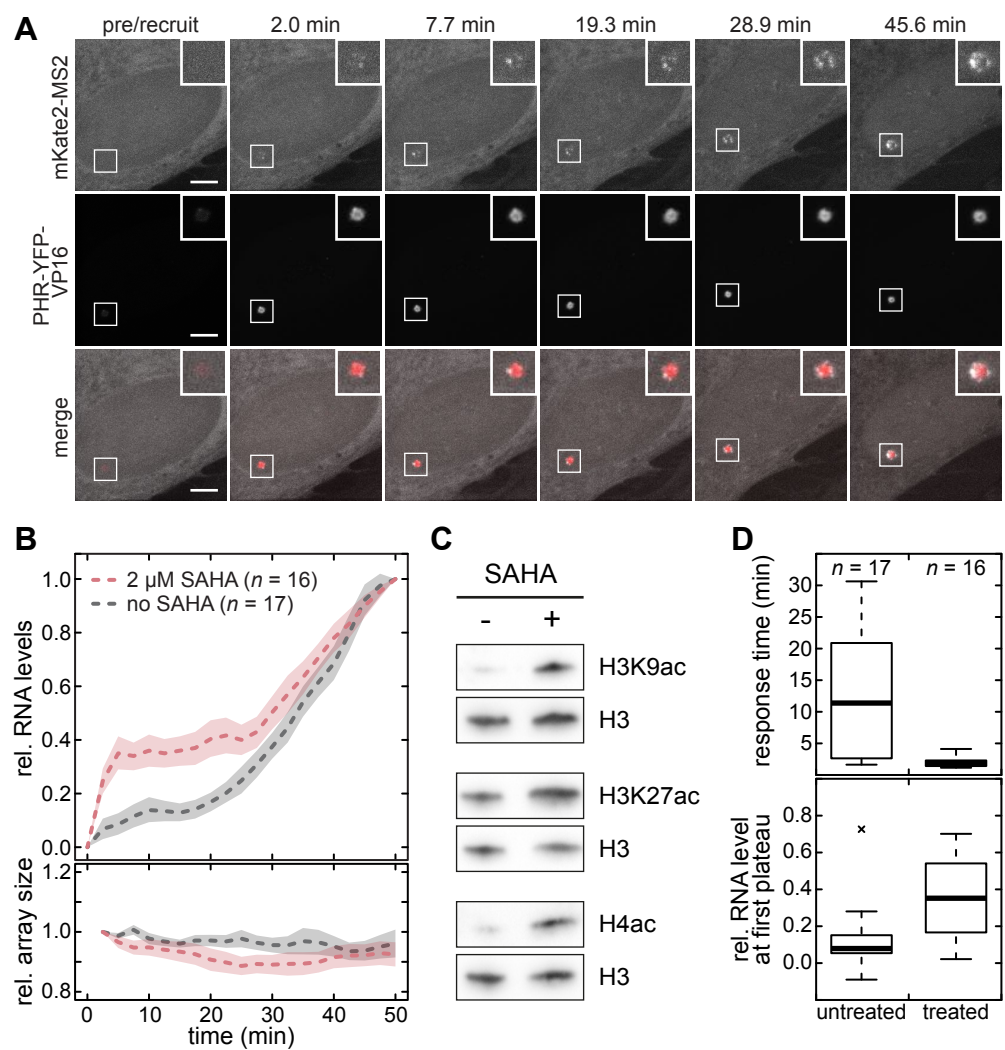 A
pre/recruit 2.0 min 7.7 min 19.3 min 28.9 min 45.6 min
mKate2-MS2
PHR-YFP-
VP16
merge
B
2 µM SAHA (n = 16)
no SAHA (n = 17)
rel. RNA levels
1.0
0.8
0.6
0.4
0.2
0.0
rel. array size
1.2
1.0
0.8
0 10 20 30 40 50
time (min)
C
SAHA
- +
H3K9ac
H3
H3K27ac
H3
H4ac
H3
D
n = 17 n = 16
response time (min)
30
25
20
15
10
5
rel. RNA level
at first plateau
0.8
0.6
0.4
0.2
0.0
untreated treated